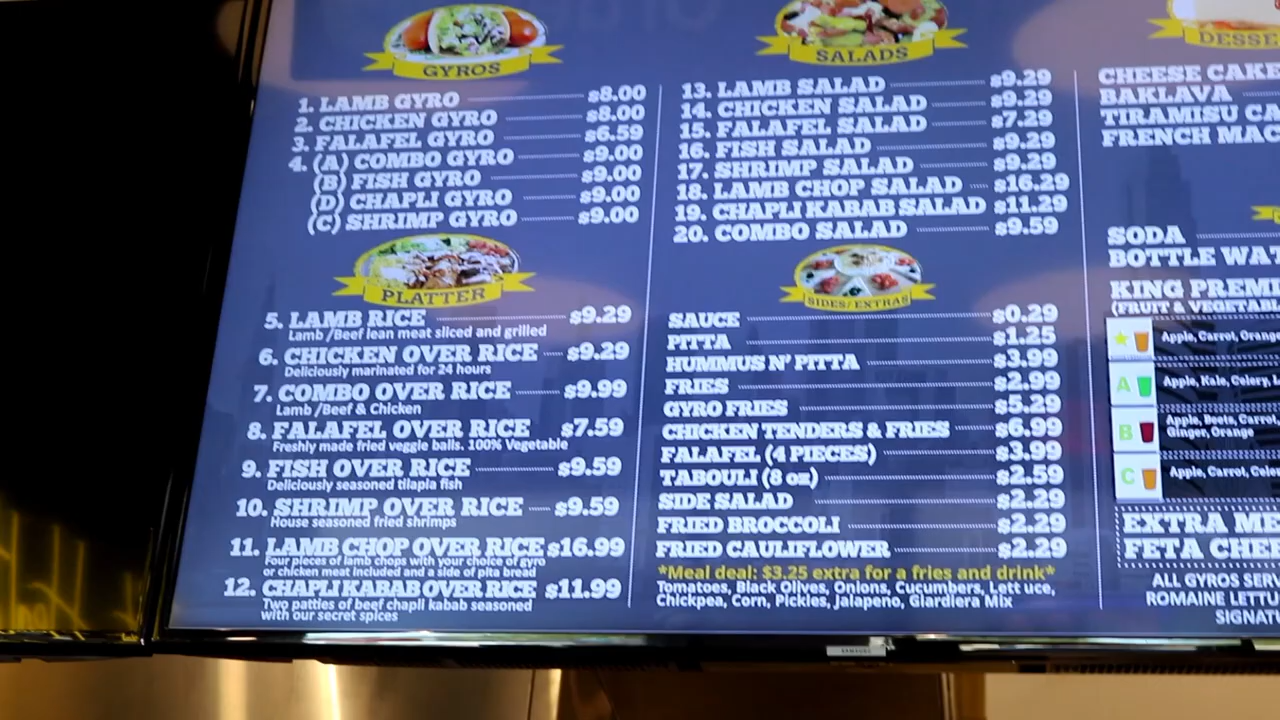 GYROS
1. LAMB GYRO $8.00
2. CHICKEN GYRO $8.00
3. FALAFEL GYRO $6.59
4. (A) COMBO GYRO $9.00
(B) FISH GYRO $9.00
(D) CHAPLI GYRO $9.00
(C) SHRIMP GYRO $9.00
PLATTER
5. LAMB RICE $9.29
Lamb /Beef lean meat sliced and grilled
6. CHICKEN OVER RICE $9.29
Deliciously marinated for 24 hours
7. COMBO OVER RICE $9.99
Lamb /Beef & Chicken
8. FALAFEL OVER RICE $7.59
Freshly made fried veggie balls. 100% Vegetable
9. FISH OVER RICE $9.59
Deliciously seasoned tilapia fish
10. SHRIMP OVER RICE $9.59
House seasoned fried shrimps
11. LAMB CHOP OVER RICE $16.99
Four pieces of lamb chops with your choice of gyro
or chicken meat included and a side of pita bread
12. CHAPLI KABAB OVER RICE $11.99
Two patties of beef chapli kabab seasoned
with our secret spices
SALADS
13. LAMB SALAD $9.29
14. CHICKEN SALAD $9.29
15. FALAFEL SALAD $7.29
16. FISH SALAD $9.29
17. SHRIMP SALAD $9.29
18. LAMB CHOP SALAD $16.29
19. CHAPLI KABAB SALAD $11.29
20. COMBO SALAD $9.59
SIDES/EXTRAS
SAUCE $0.29
PITTA $1.25
HUMMUS N' PITTA $3.99
FRIES $2.99
GYRO FRIES $5.29
CHICKEN TENDERS & FRIES $6.99
FALAFEL (4 PIECES) $3.99
TABOULI (8 oz) $2.59
SIDE SALAD $2.29
FRIED BROCCOLI $2.29
FRIED CAULIFLOWER $2.29
*Meal deal: $3.25 extra for a fries and drink*
Tomatoes, Black Olives, Onions, Cucumbers, Lett uce,
Chickpea, Corn, Pickles, Jalapeno, Giardiera Mix
DESSE
CHEESE CAKE
BAKLAVA
TIRAMISU CA
FRENCH MAC
SODA
BOTTLE WAT
KING PREMI
(FRUIT & VEGETABL
Apple, Carrot, Orange
A Apple, Kale, Celery,
B Apple, Beets, Carrot,
Ginger, Orange
C Apple, Carrot, Celer
EXTRA ME
FETA CHEE
ALL GYROS SERV
ROMAINE LETTU
SIGNATU
SAMSUNG